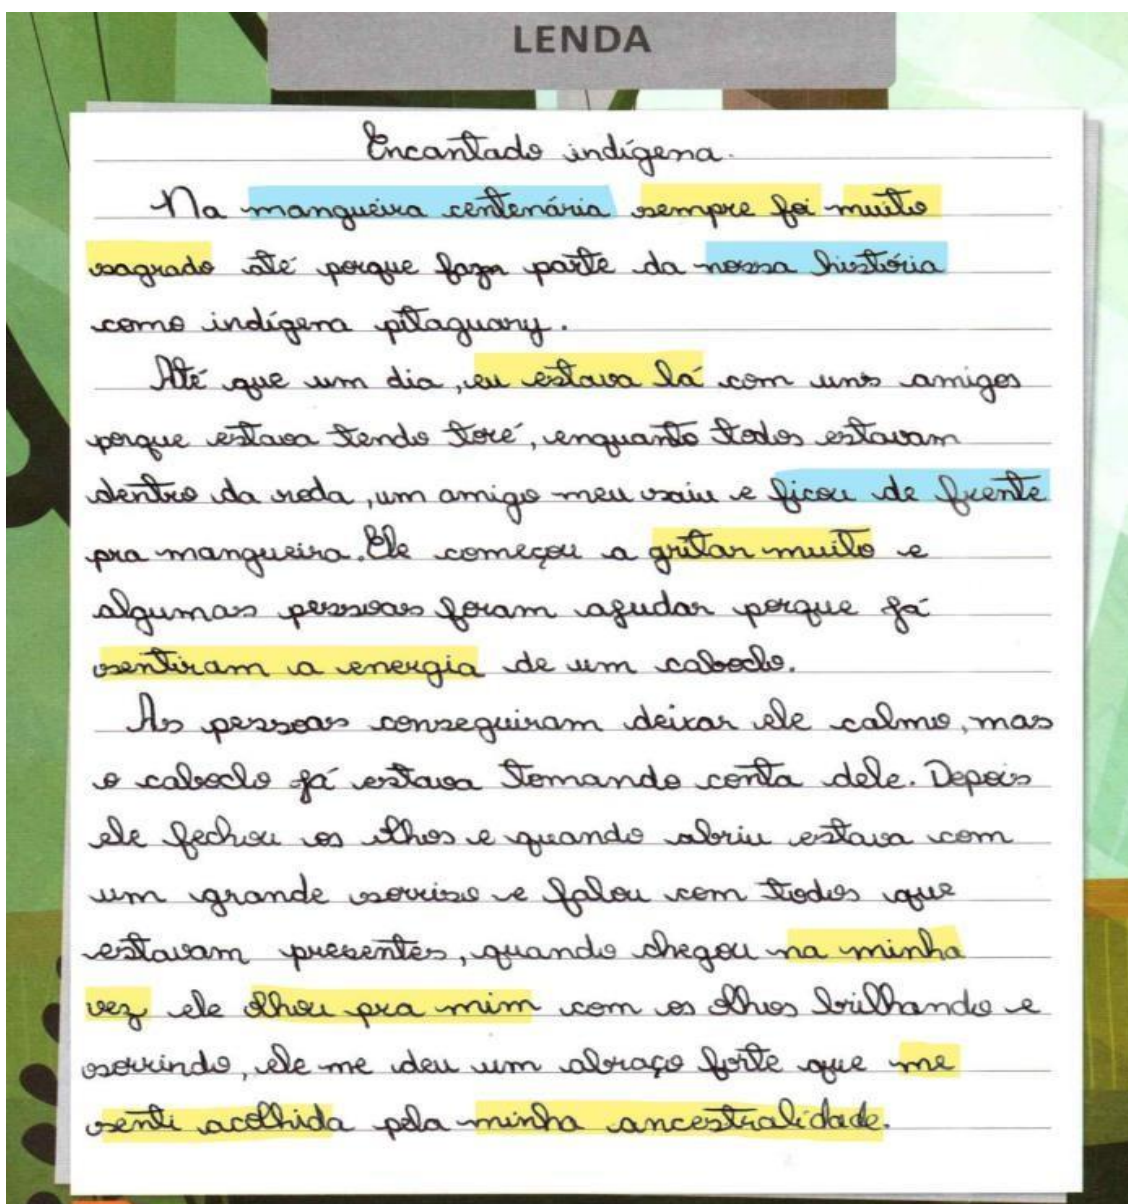 LENDA
Encantado indígena.
Na mangueira centenária sempre foi muito
sagrado até porque fazer parte da nossa história
como indígena pitaguary.
Até que um dia, eu estava lá com uns amigos
porque estava tendo toré, enquanto todos estavam
dentro da roda, um amigo meu saiu e ficou de frente
pra mangueira. Ele começou a gritar muito e
algumas pessoas foram ajudar porque já
sentiram a energia de um caboclo.
As pessoas conseguiram deixar ele calmo, mas
o caboclo já estava tomando conta dele. Depois
ele fechou os olhos e quando abriu estava com
um grande sorriso e falou com todos que
estavam presentes, quando chegou na minha
vez ele olhou pra mim com os olhos brilhando e
sorrindo, ele me deu um abraço forte que me
senti acolhida pela minha ancestralidade.